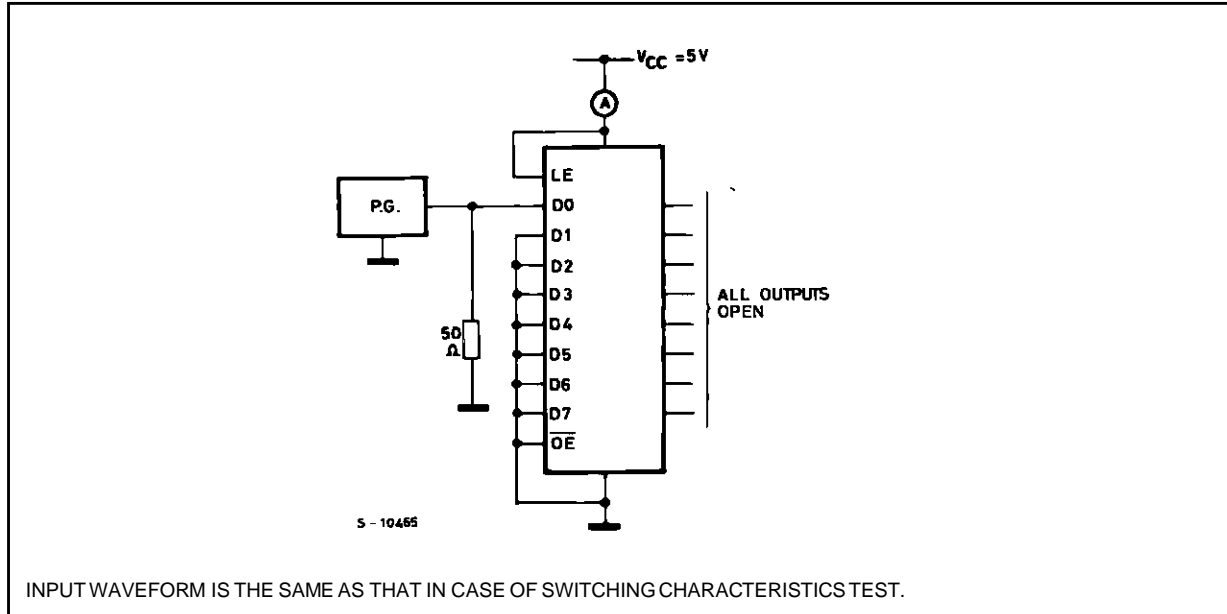 VCC = 5V
A
LE
P.G.
D0
D1
D2
D3
D4
D5
D6
D7
OE
50
Ω
ALL OUTPUTS
OPEN
S - 10465
INPUT WAVEFORM IS THE SAME AS THAT IN CASE OF SWITCHING CHARACTERISTICS TEST.